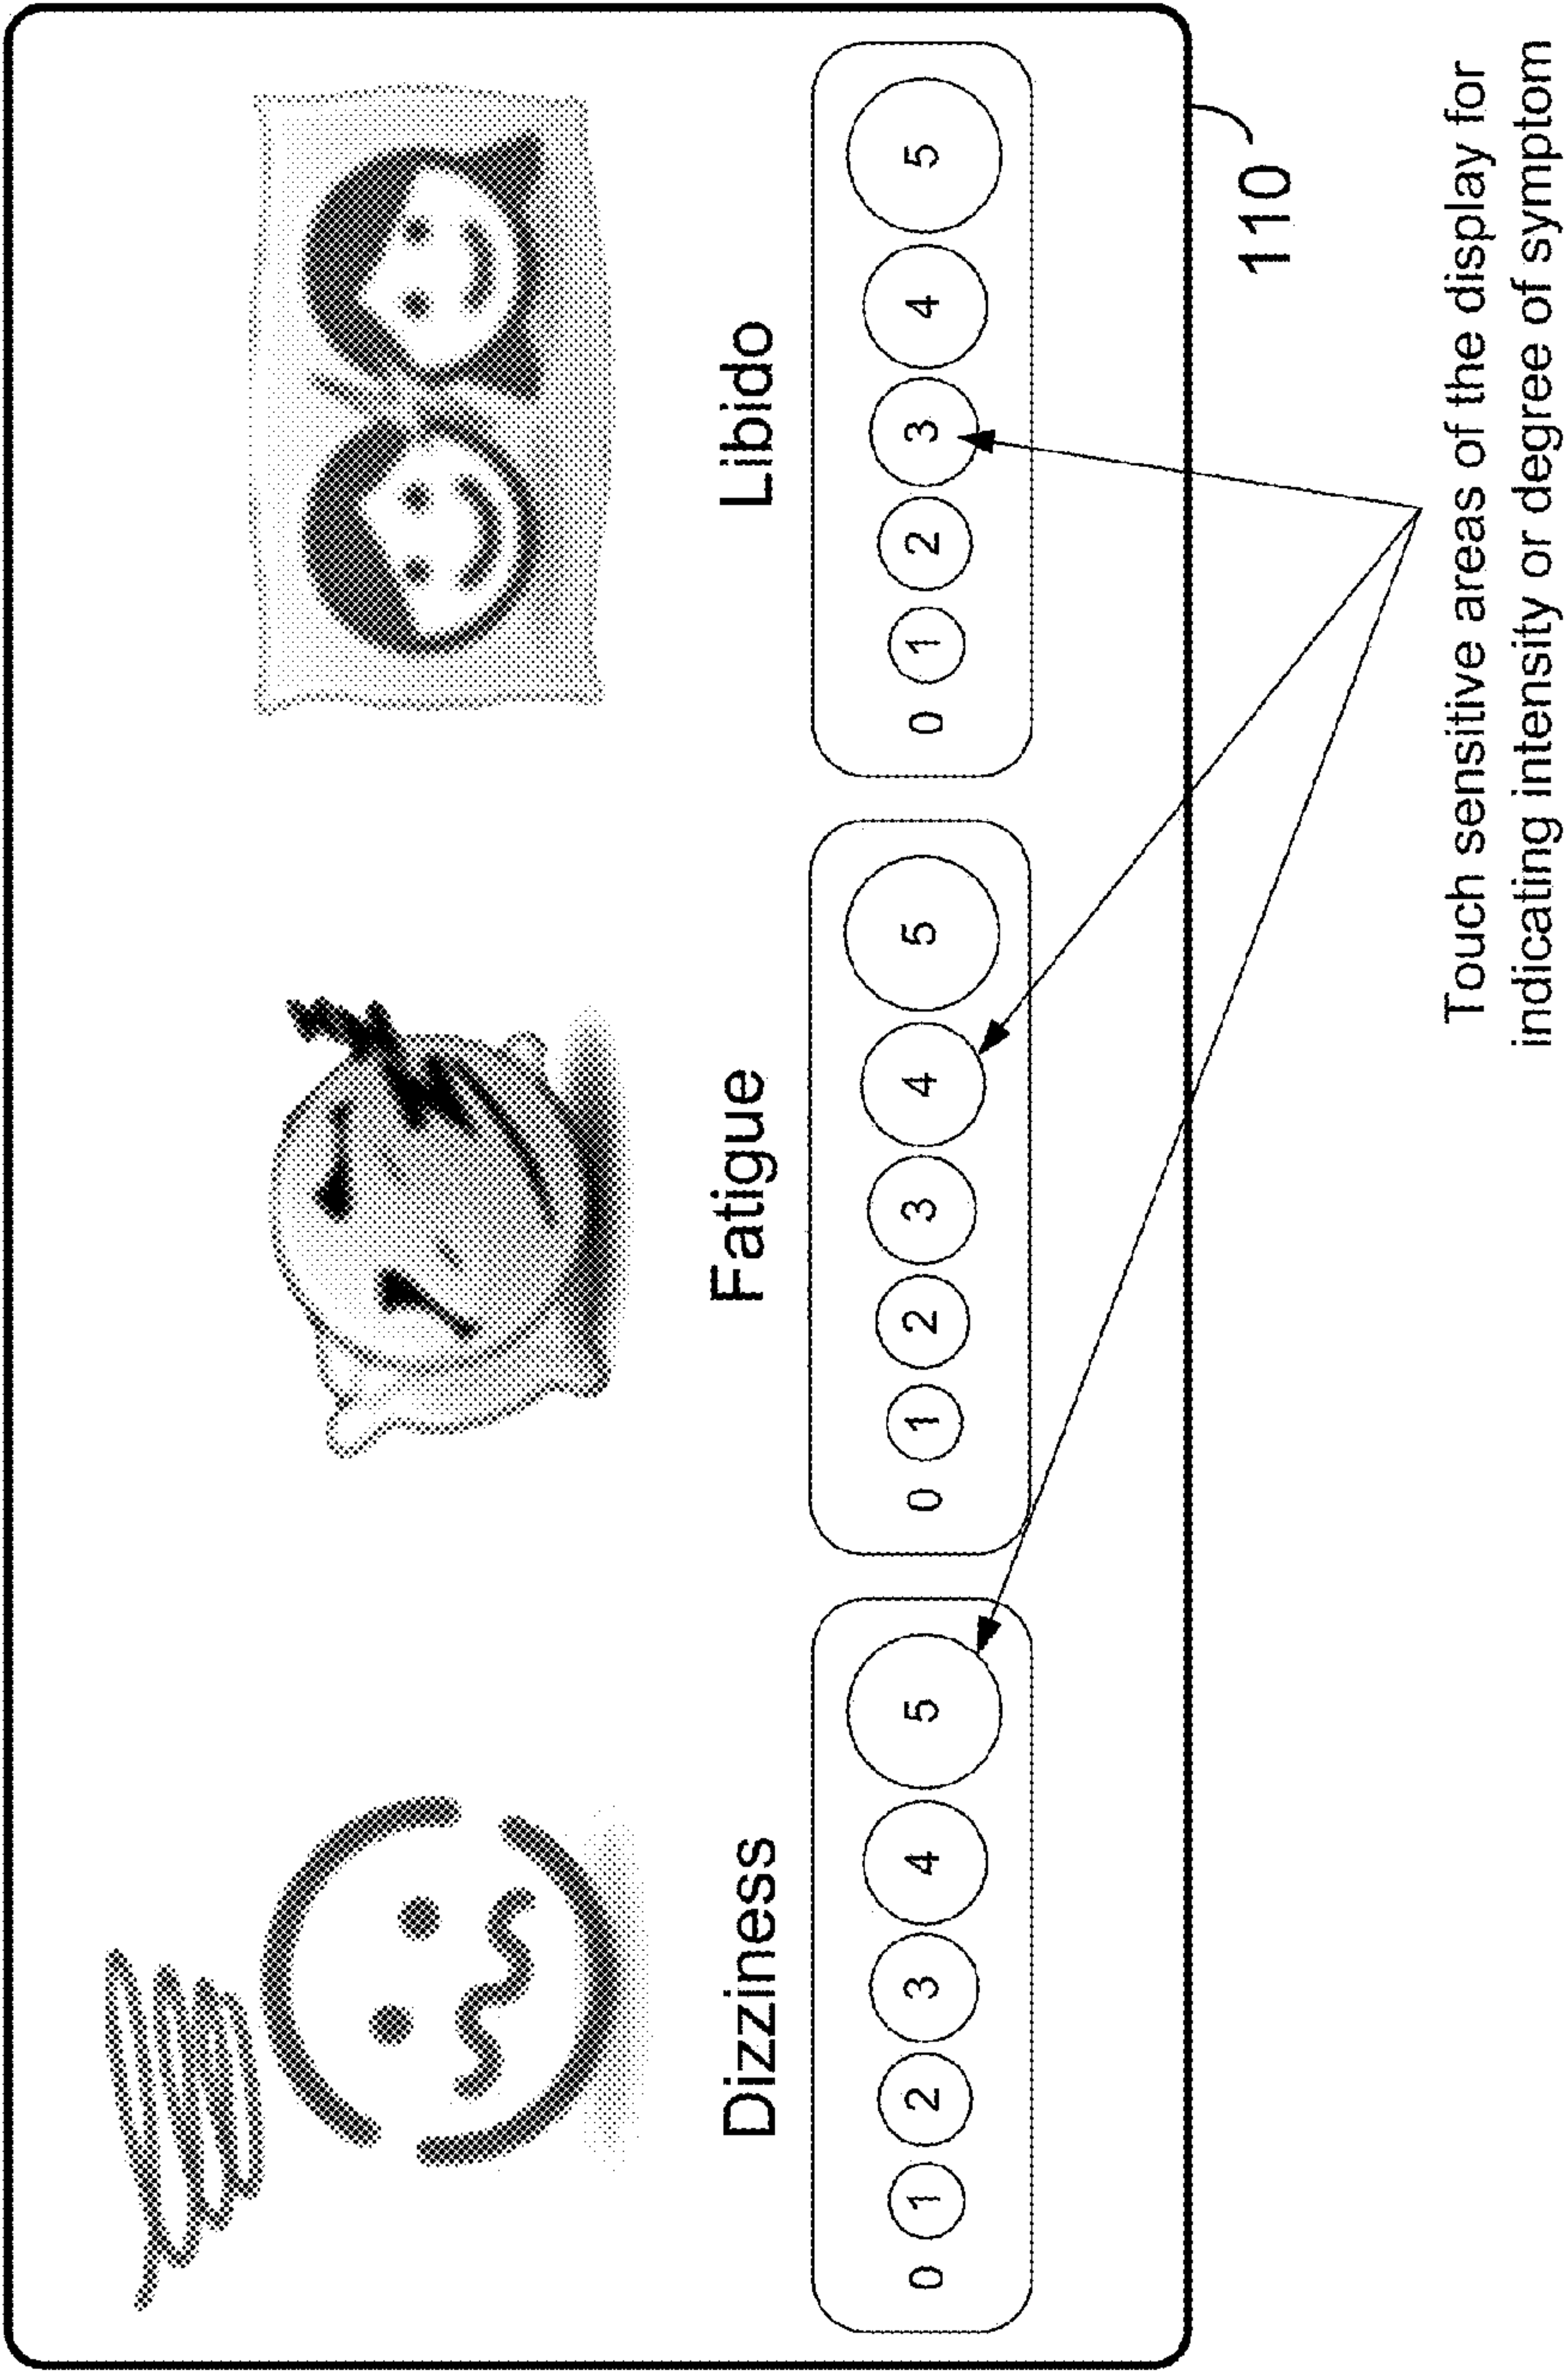 Dizziness
Fatigue
Libido
0 1 2 3 4 5
0 1 2 3 4 5
0 1 2 3 4 5
110
Touch sensitive areas of the display for
indicating intensity or degree of symptom